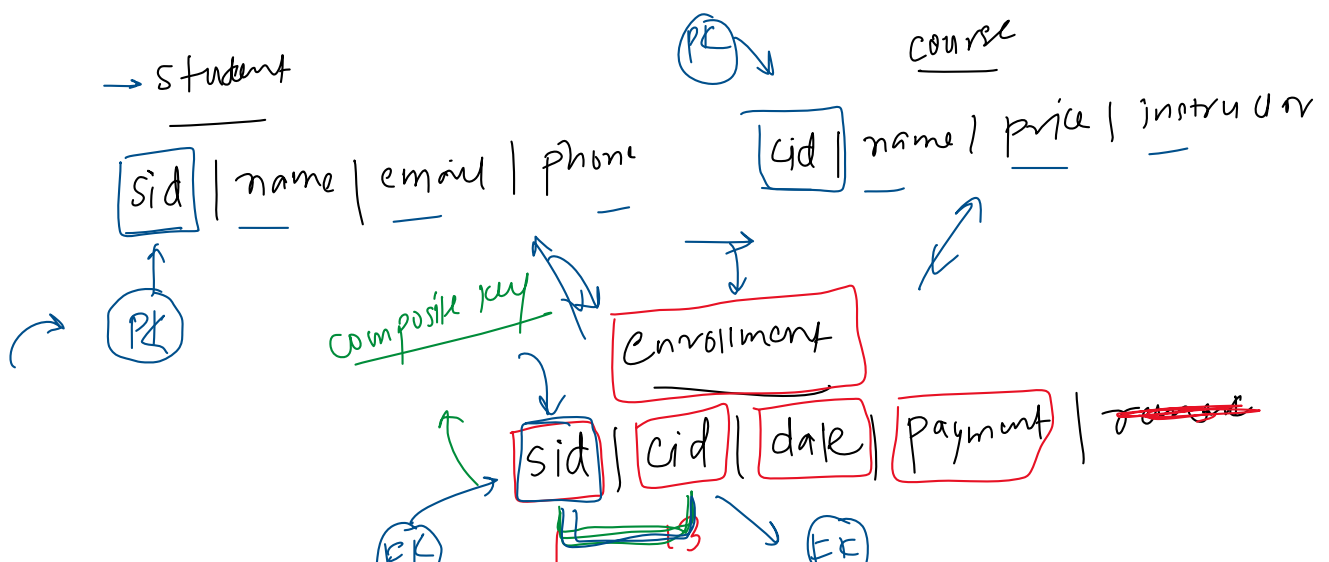 PK
course
→ student
cid | name | price | instructor
sid | name | email | phone
PK
composite key
enrollment
sid | cid | date | payment |
FK
FK